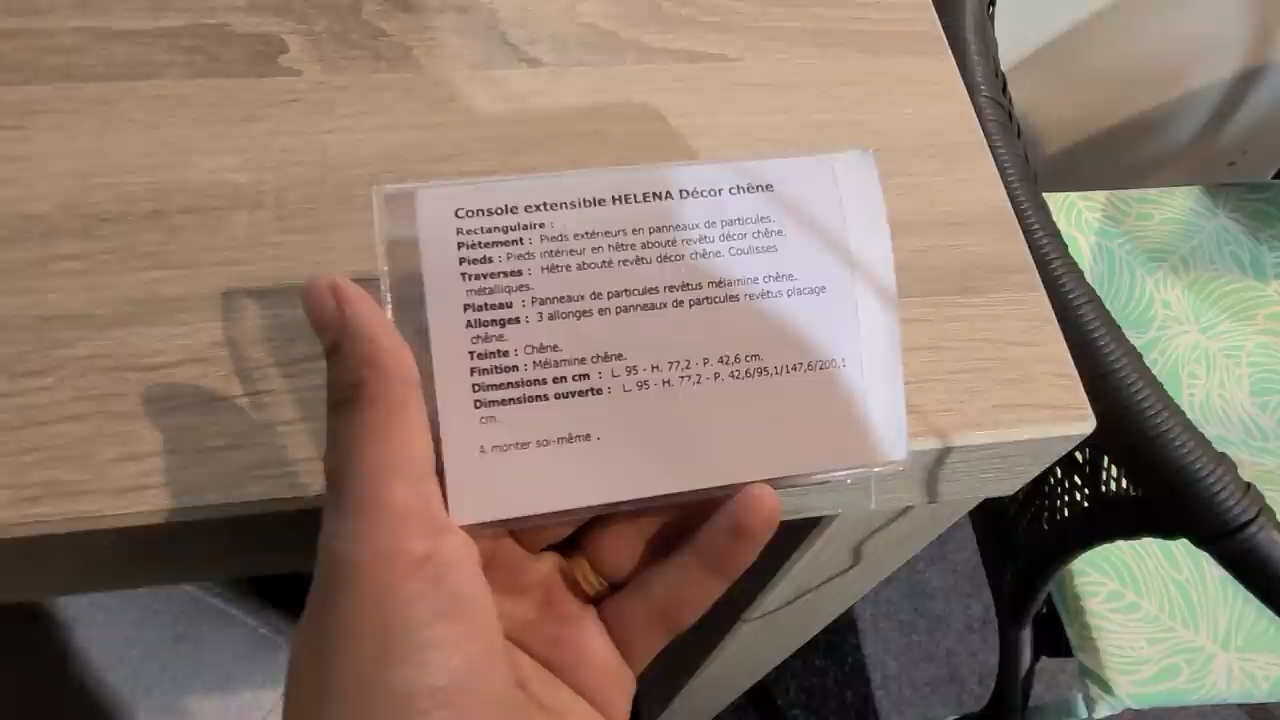 Console extensible HELENA Décor chêne
Rectangulaire :
Piètement : Pieds extérieurs en panneaux de particules.
Pieds : Pieds intérieur en hêtre abouté revêtu décor chêne.
Traverses : Hêtre abouté revêtu décor chêne. Coulisses
métalliques.
Plateau : Panneaux de particules revêtus mélamine chêne.
Allonges : 3 allonges en panneaux de particules revêtus placage
chêne.
Teinte : Chêne.
Finition : Mélamine chêne.
Dimensions en cm : L. 95 - H. 77,2 - P. 42,6 cm.
Dimensions ouverte : L. 95 - H. 77,2 - P. 42,6/95,1/147,6/200,1
cm.
A monter soi-même .